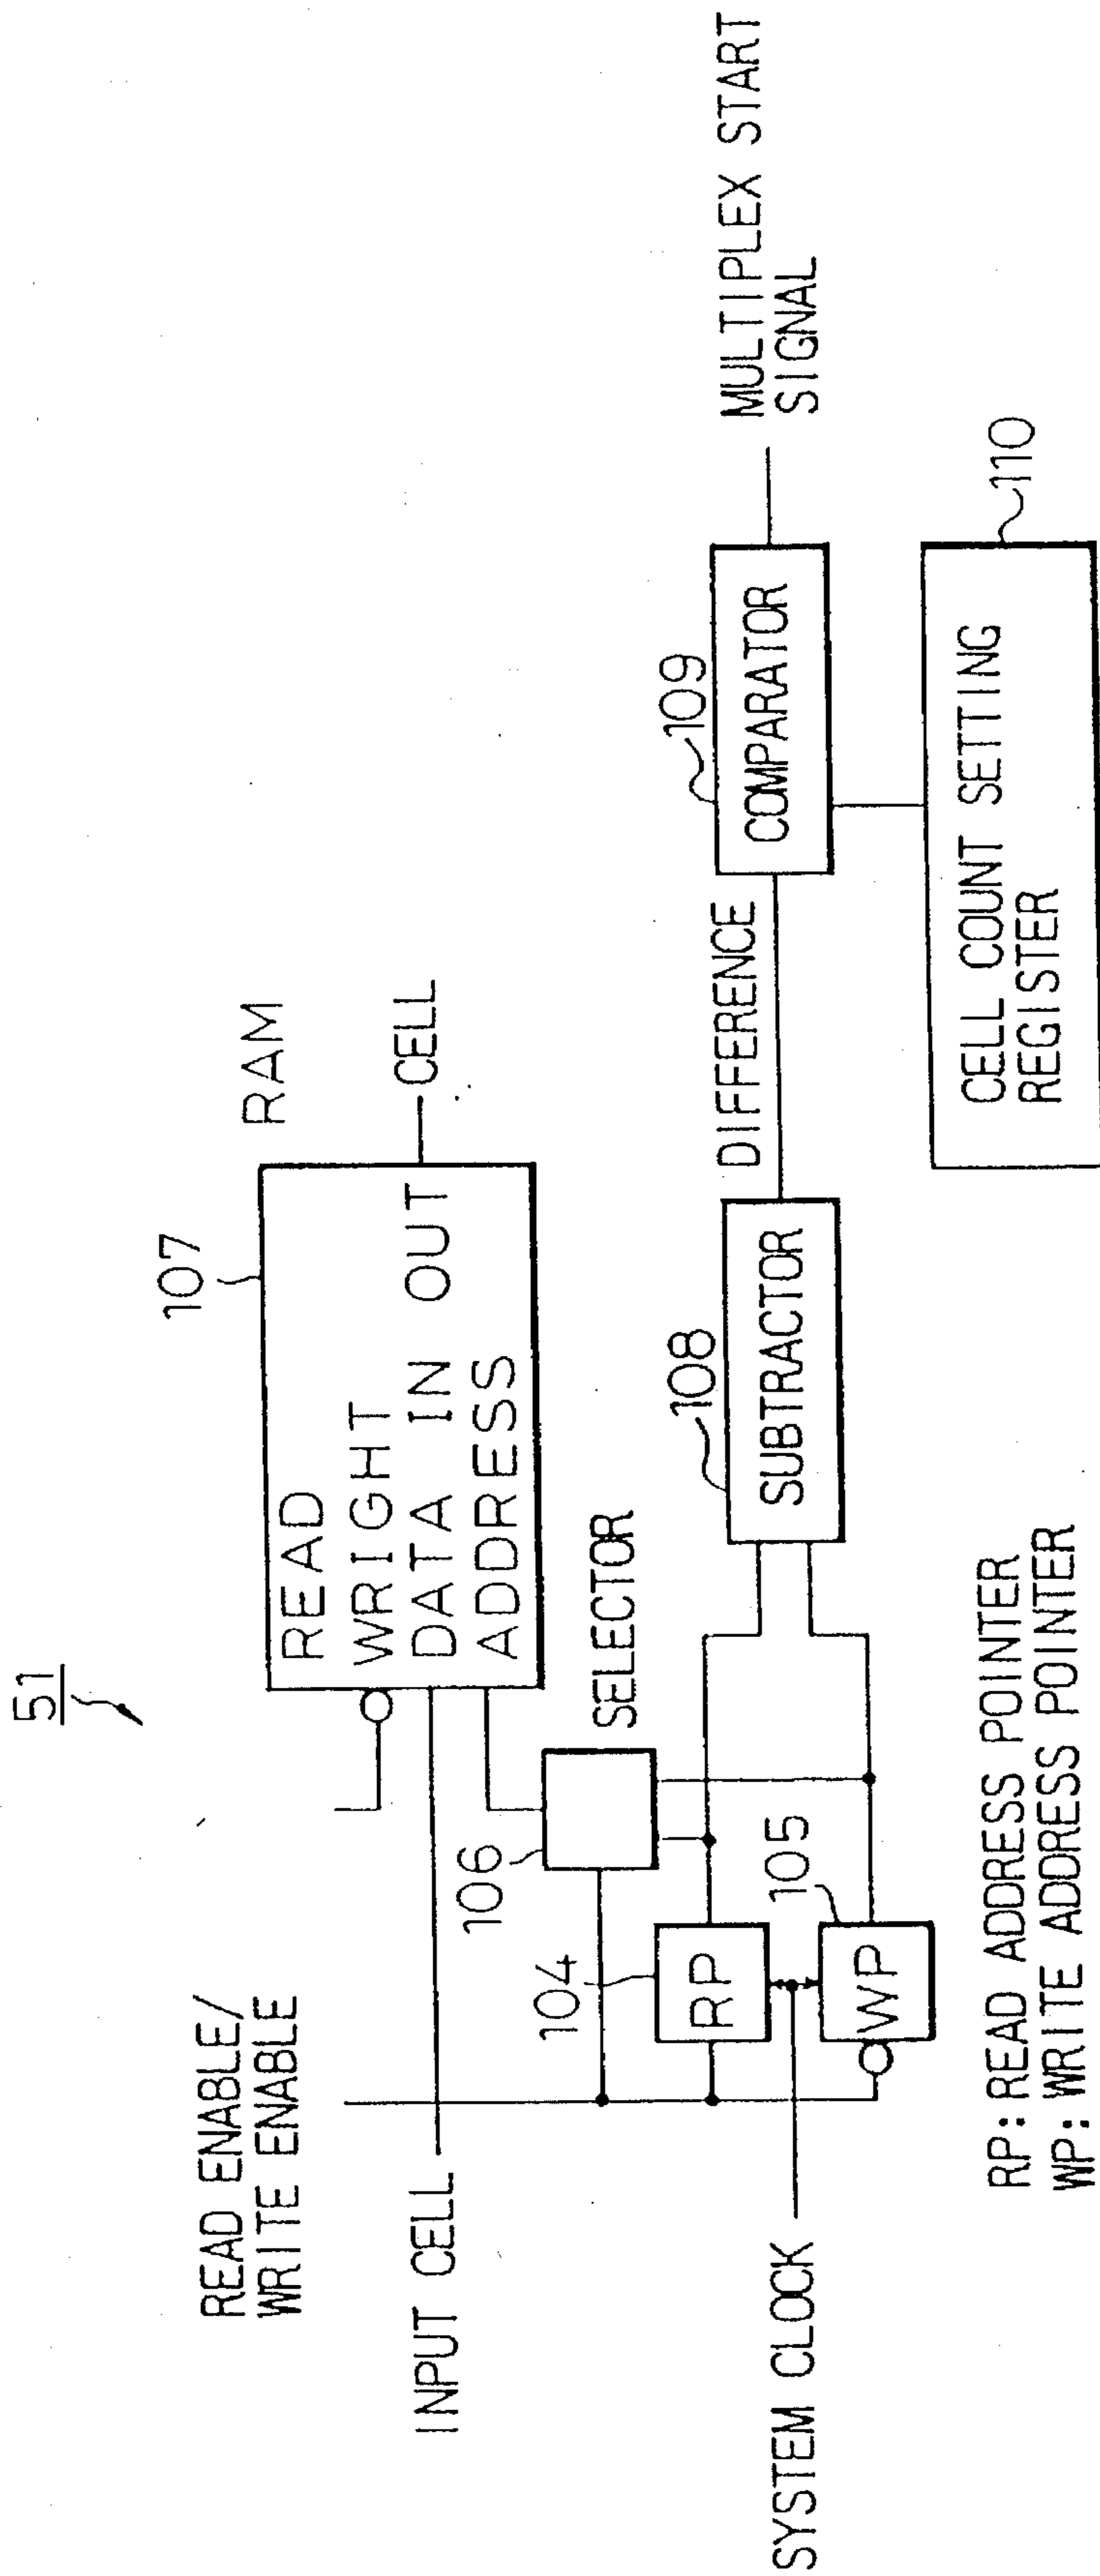 51
READ ENABLE/
WRITE ENABLE
107
RAM
READ
WRIGHT
DATA IN OUT
ADDRESS
CELL
INPUT CELL
106
SELECTOR
104
RP
105
WP
SYSTEM CLOCK
108
SUBTRACTOR
DIFFERENCE
109
COMPARATOR
MULTIPLEX START
SIGNAL
CELL COUNT SETTING
REGISTER
110
RP: READ ADDRESS POINTER
WP: WRITE ADDRESS POINTER